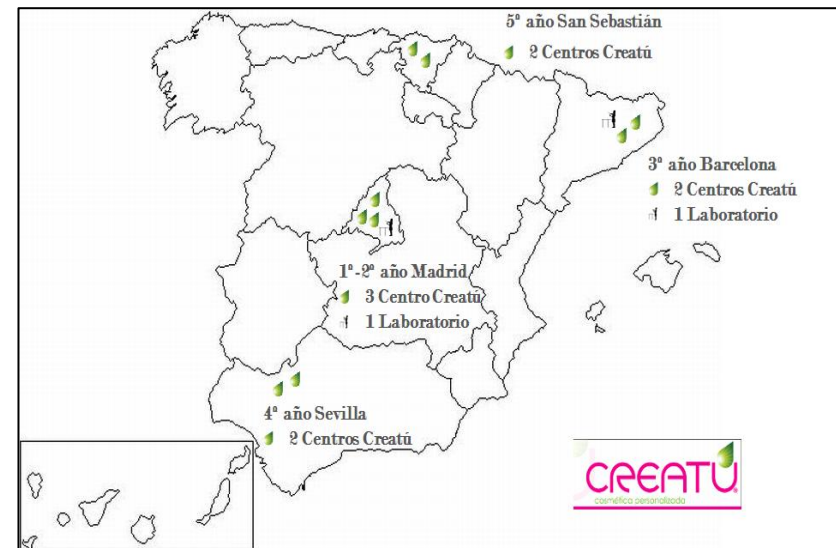 5º año San Sebastián
2 Centros Creatú
3º año Barcelona
2 Centros Creatú
1 Laboratorio
1º-2º año Madrid
3 Centro Creatú
1 Laboratorio
4º año Sevilla
2 Centros Creatú
CREATÚ
cosmética personalizada